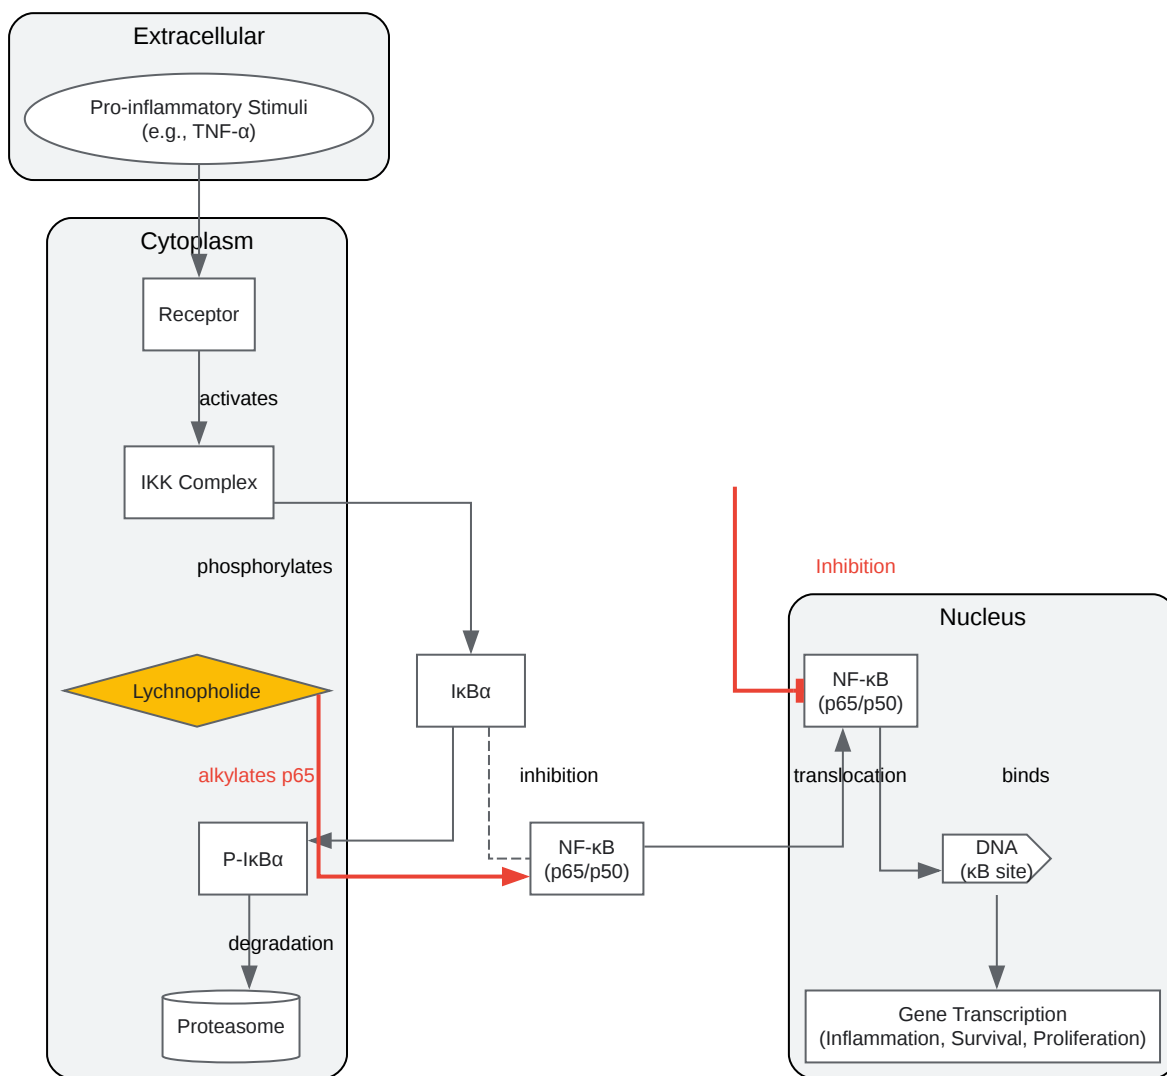 Extracellular
Pro-inflammatory Stimuli
(e.g., TNF-α)
Cytoplasm
Receptor
activates
IKK Complex
phosphorylates
Inhibition
Nucleus
Lychnopholide
IκBα
NF-κB
(p65/p50)
alkylates p65
inhibition
translocation
binds
P-IκBα
NF-κB
(p65/p50)
DNA
(κB site)
degradation
Proteasome
Gene Transcription
(Inflammation, Survival, Proliferation)